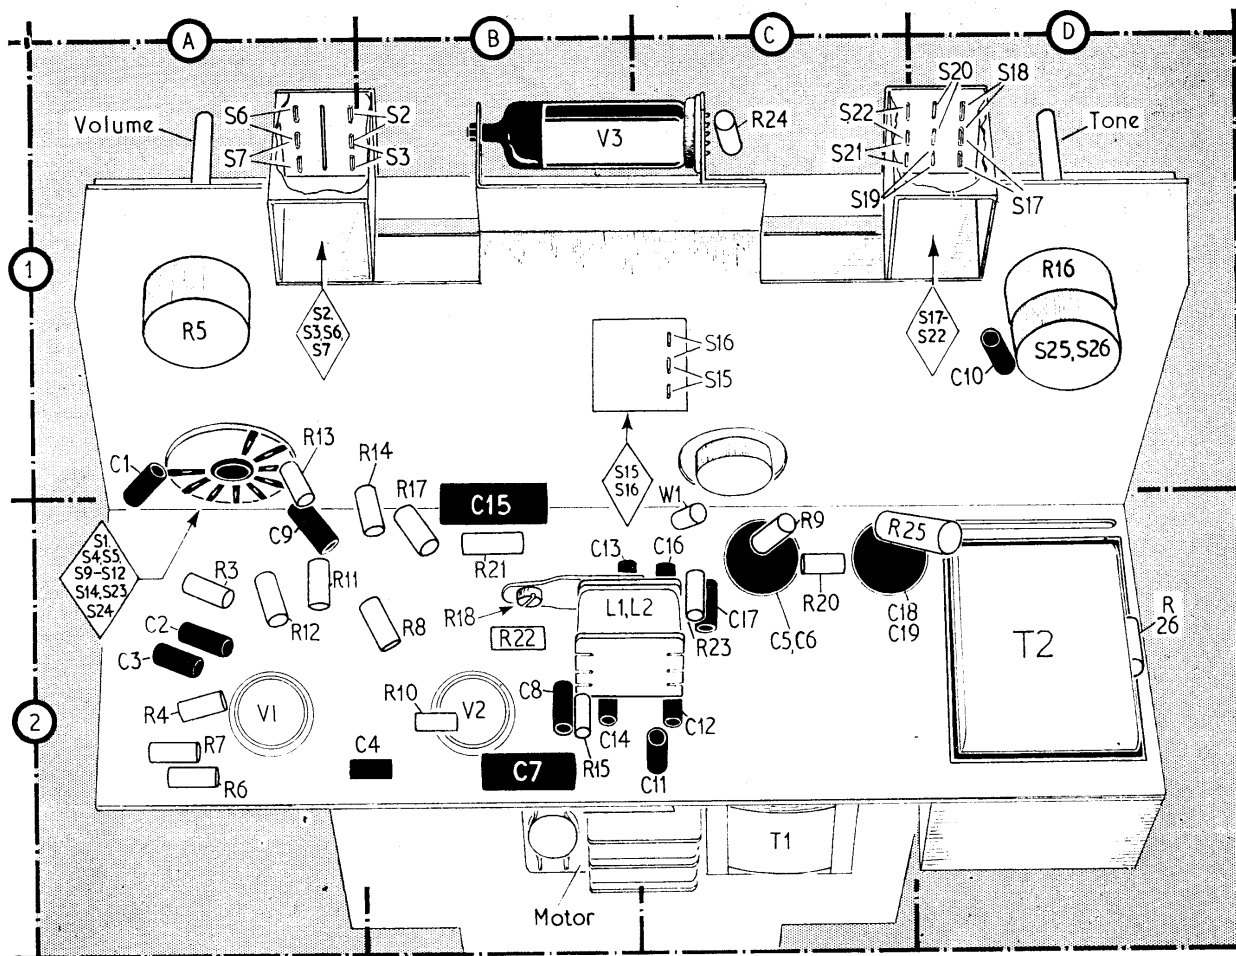 A B C D
S6 S2
S7 S3
Volume
V3
R24
S20 S18
S22
S21
S19 S17
Tone
1
R5
S2,
S3,S6,
S7
S16
S15
S17-
S22
R16
S25,S26
C10
C1
R13
R14
R17
C15
S15
S16
W1
R9
R25
S1,
S4,S5,
S9-S12
S14,S23
S24
C9
R3
R11
R12
R8
R21
C13
C16
R18
L1,L2
R22
C17
R23
C5,C6
R20
C18
C19
T2
R
26
C2
C3
2
R4
V1
R10
V2
C8
C14
C12
R7
R6
C4
C7
R15
C11
T1
Motor